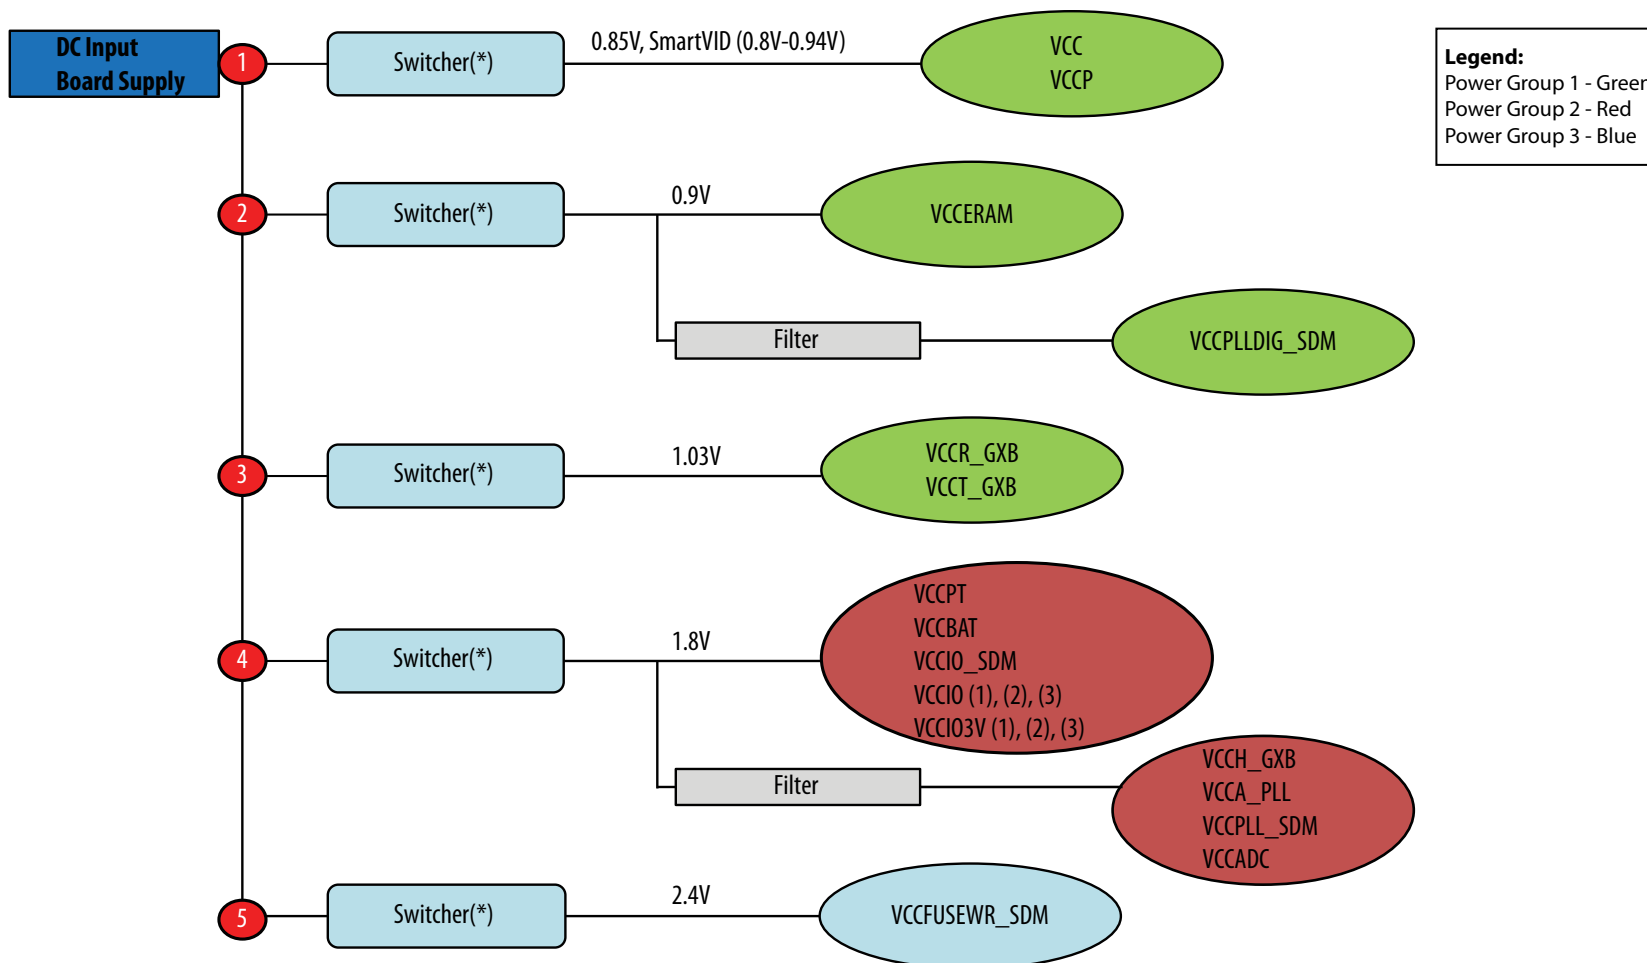 DC Input
Board Supply
1
Switcher(*)
0.85V, SmartVID (0.8V-0.94V)
VCC
VCCP
Legend:
Power Group 1 - Green
Power Group 2 - Red
Power Group 3 - Blue
2
Switcher(*)
0.9V
VCCERAM
Filter
VCCPLLDIG_SDM
3
Switcher(*)
1.03V
VCCR_GXB
VCCT_GXB
4
Switcher(*)
1.8V
VCCPT
VCCBAT
VCCIO_SDM
VCCIO (1), (2), (3)
VCCIO3V (1), (2), (3)
Filter
VCCH_GXB
VCCA_PLL
VCCPLL_SDM
VCCADC
5
Switcher(*)
2.4V
VCCFUSEWR_SDM